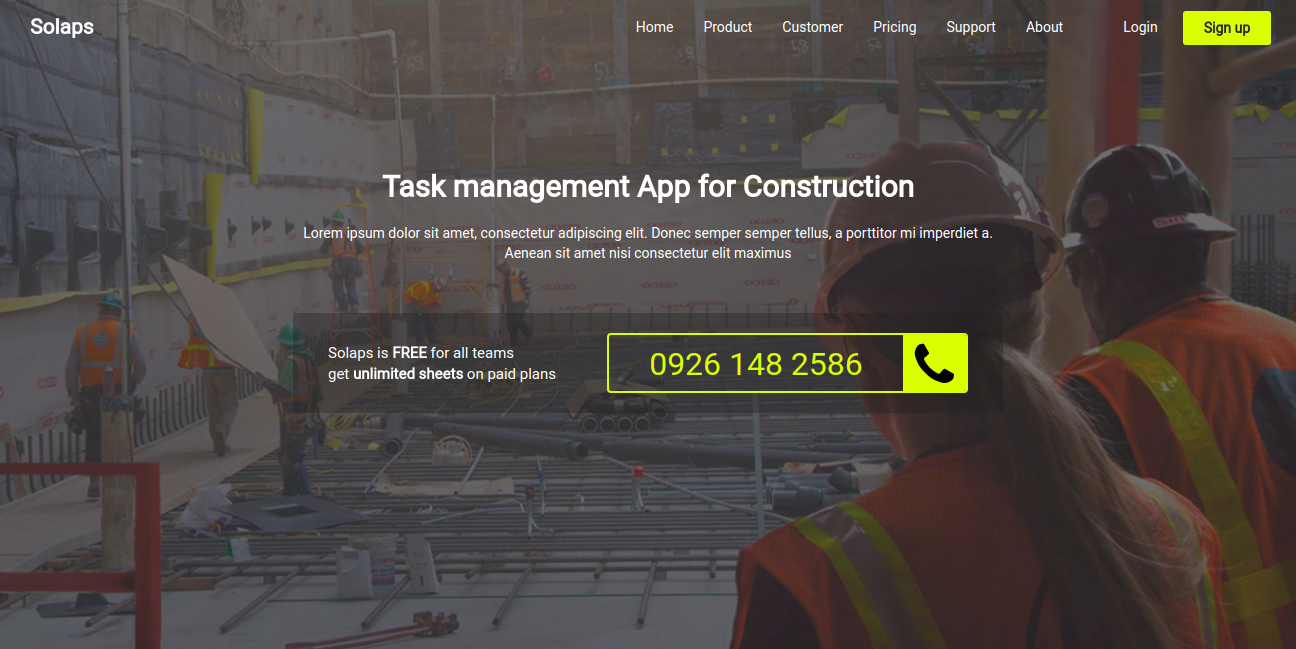 Solaps
Home Product Customer Pricing Support About Login Sign up
Task management App for Construction
Lorem ipsum dolor sit amet, consectetur adipiscing elit. Donec semper semper tellus, a porttitor mi imperdiet a.
Aenean sit amet nisi consectetur elit maximus
Solaps is FREE for all teams
get unlimited sheets on paid plans
0926 148 2586